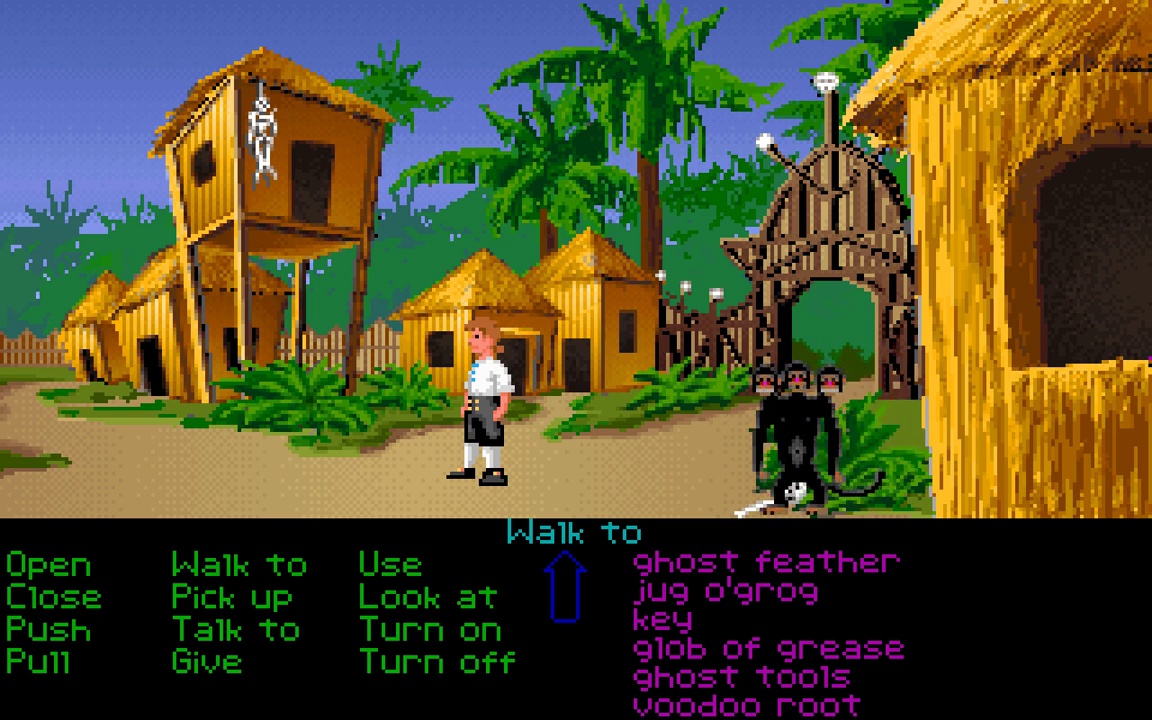 Walk to
Open Walk to Use
Close Pick up Look at
Push Talk to Turn on
Pull Give Turn off
ghost feather
jug o'grog
key
glob of grease
ghost tools
voodoo root